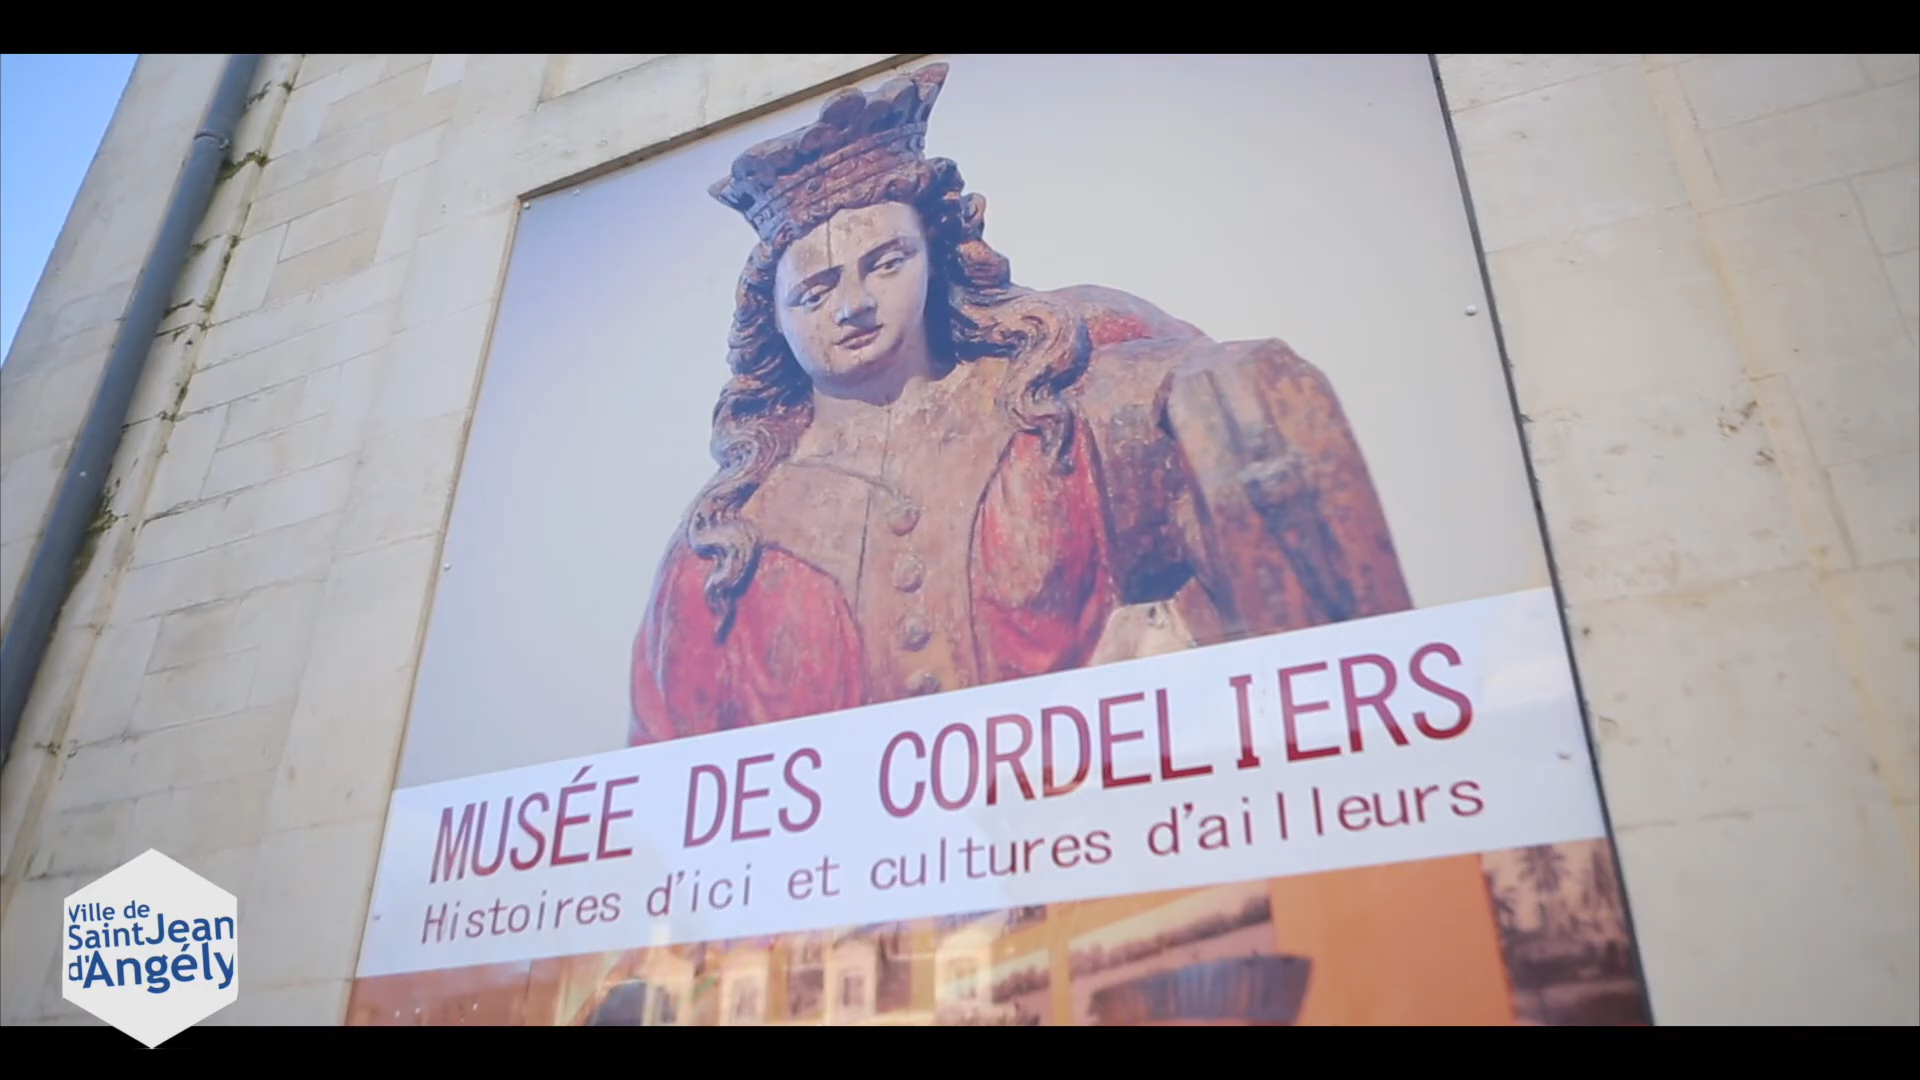 MUSÉE DES CORDELIERS
Histoires d'ici et cultures d'ailleurs
Ville de
Saint Jean
d'Angély